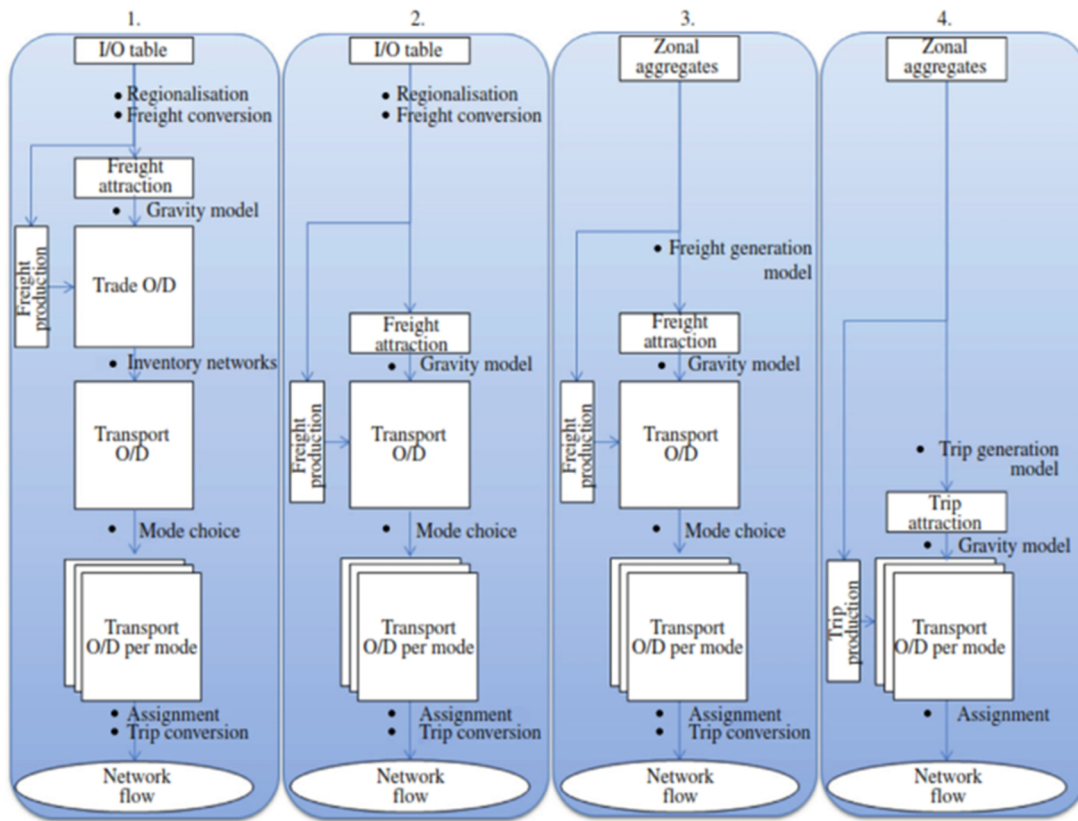 1.
I/O table
• Regionalisation
• Freight conversion
Freight
attraction
• Gravity model
Freight
production
Trade O/D
• Inventory networks
Transport
O/D
• Mode choice
Transport
O/D per mode
• Assignment
• Trip conversion
Network
flow
2.
I/O table
• Regionalisation
• Freight conversion
Freight
attraction
• Gravity model
Freight
production
Transport
O/D
• Mode choice
Transport
O/D per mode
• Assignment
• Trip conversion
Network
flow
3.
Zonal
aggregates
• Freight generation
model
Freight
attraction
• Gravity model
Freight
production
Transport
O/D
• Mode choice
Transport
O/D per mode
• Assignment
• Trip conversion
Network
flow
4.
Zonal
aggregates
• Trip generation
model
Trip
attraction
• Gravity model
Trip
production
Transport
O/D per mode
• Assignment
Network
flow